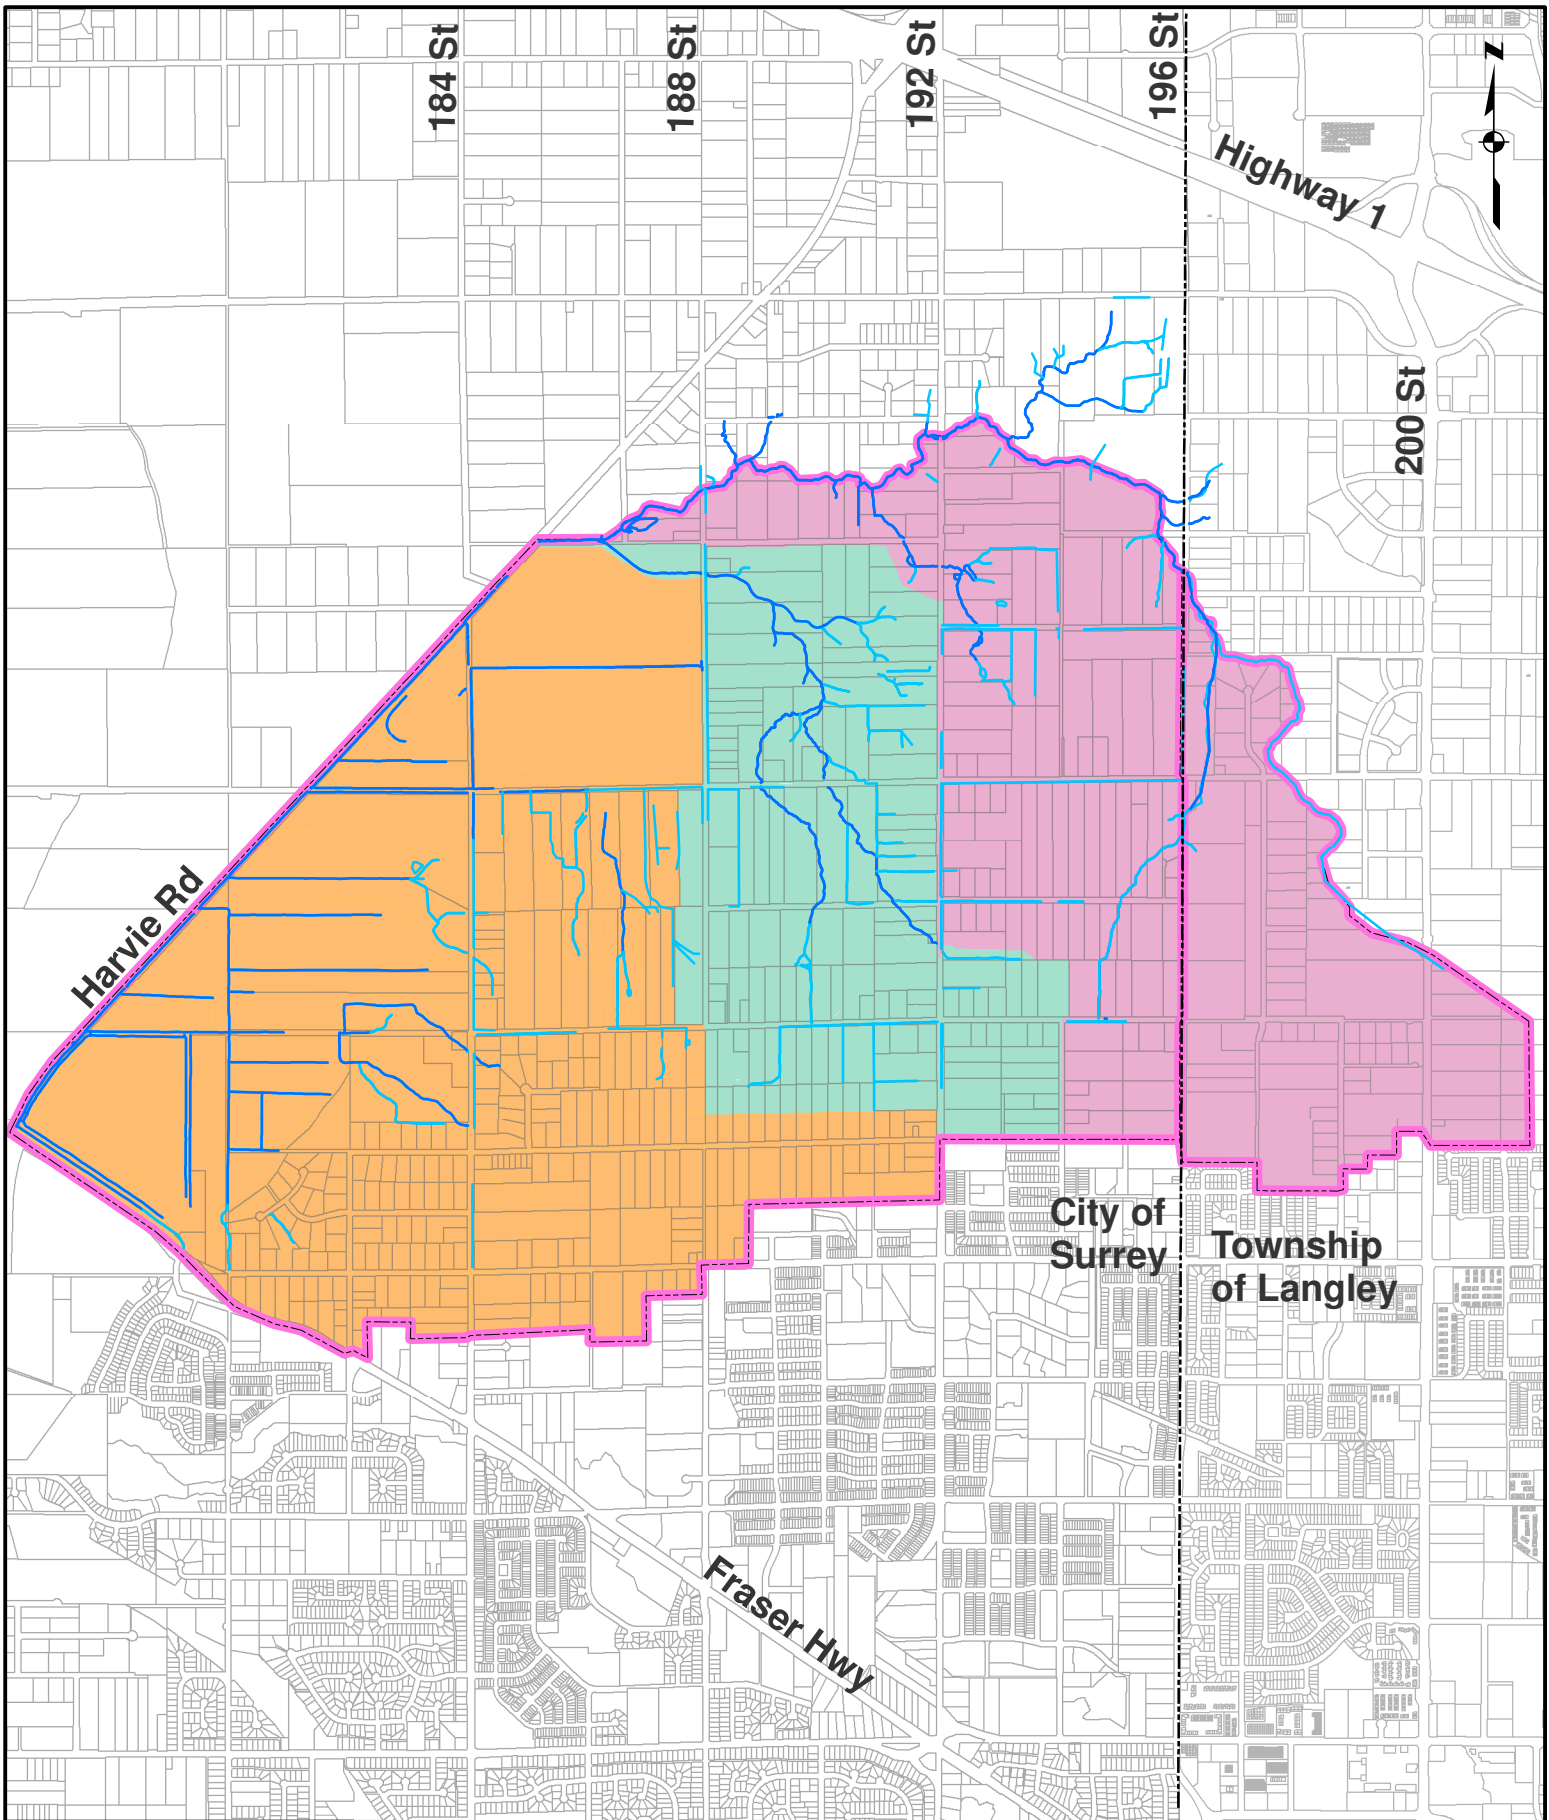 184 St
188 St
192 St
196 St
N
Highway 1
200 St
Harvie Rd
City of
Surrey
Township
of Langley
Fraser Hwy